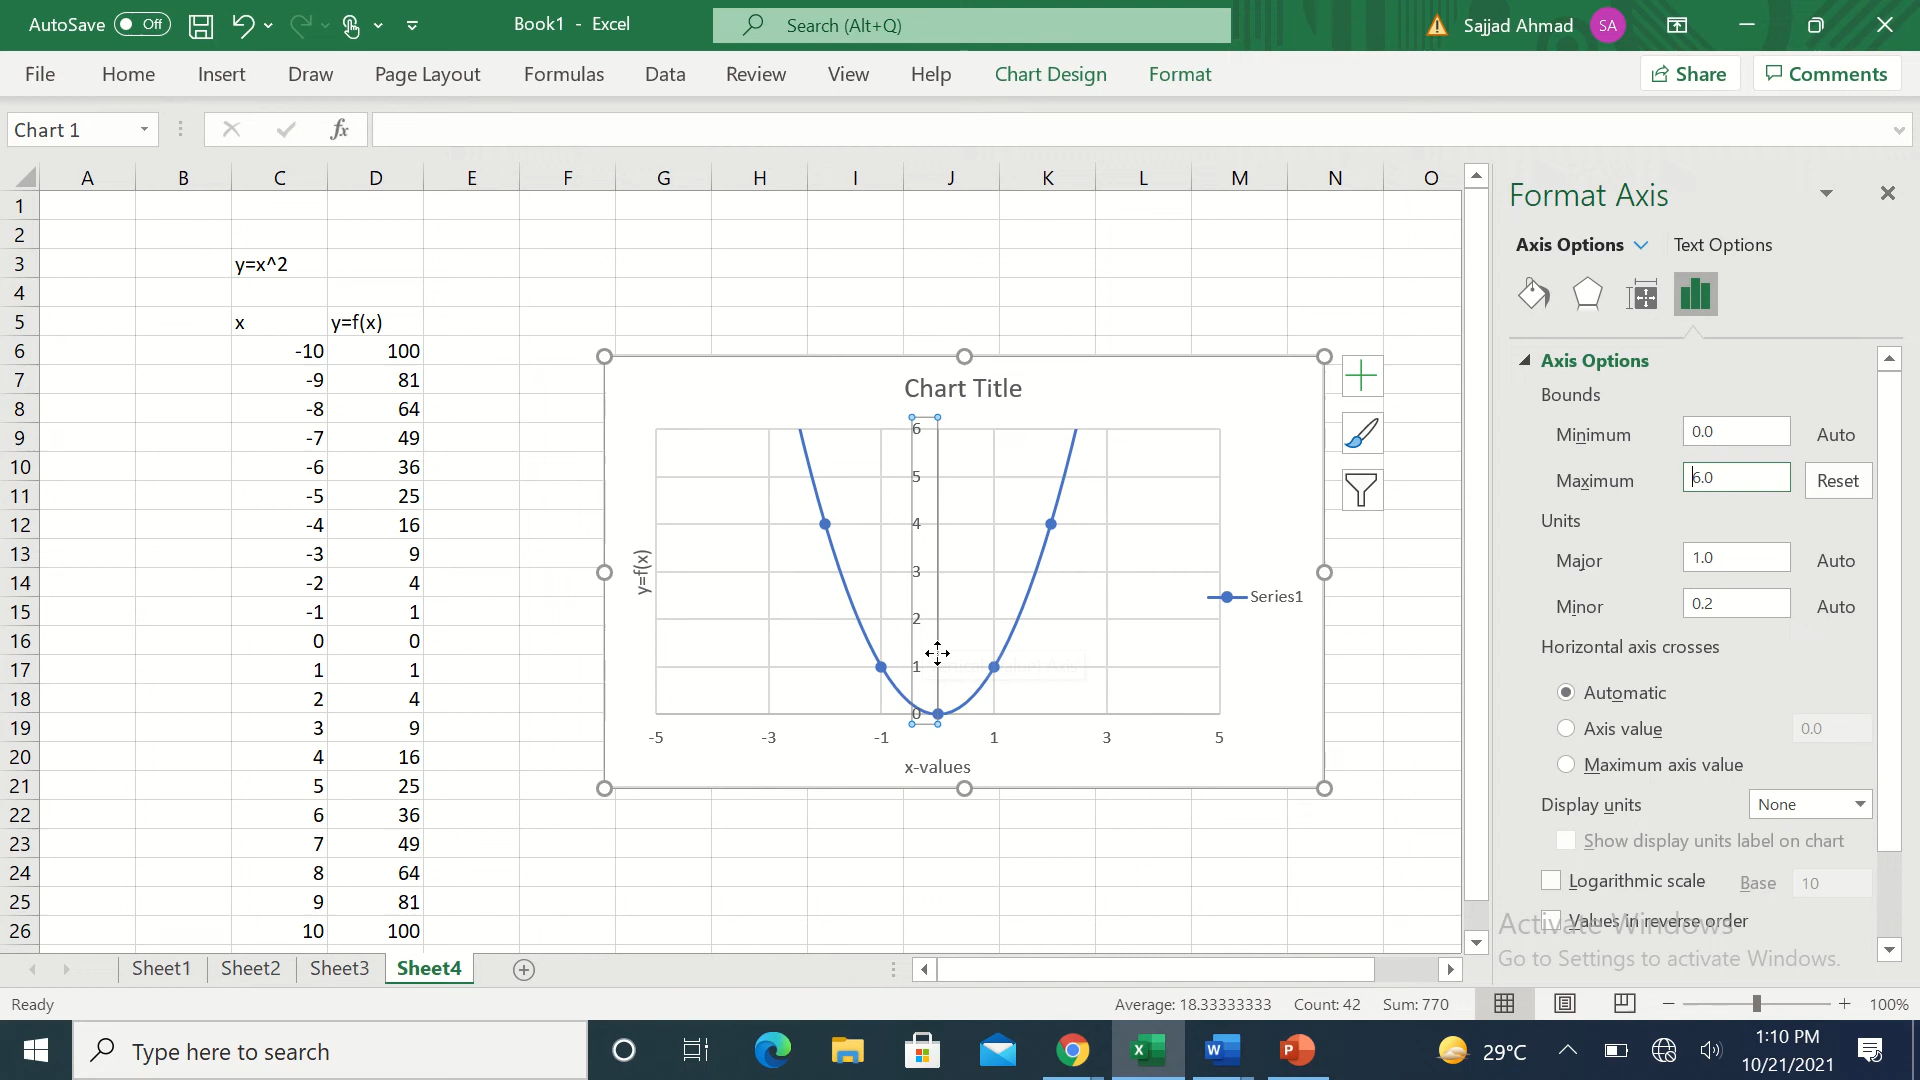 AutoSave Off Book1 - Excel Search (Alt+Q) Sajjad Ahmad SA
File Home Insert Draw Page Layout Formulas Data Review View Help Chart Design Format Share Comments
Chart 1 fx
A B C D E F G H I J K L M N O
1
2
3 y=x^2
4
5 x y=f(x)
6 -10 100
7 -9 81
8 -8 64
9 -7 49
10 -6 36
11 -5 25
12 -4 16
13 -3 9
14 -2 4
15 -1 1
16 0 0
17 1 1
18 2 4
19 3 9
20 4 16
21 5 25
22 6 36
23 7 49
24 8 64
25 9 81
26 10 100
Chart Title
6
5
4
3
2
1
0
y=f(x)
-5 -3 -1 1 3 5
x-values
Series1
Format Axis
Axis Options Text Options
Axis Options
Bounds
Minimum 0.0 Auto
Maximum 6.0 Reset
Units
Major 1.0 Auto
Minor 0.2 Auto
Horizontal axis crosses
Automatic
Axis value 0.0
Maximum axis value
Display units None
Show display units label on chart
Logarithmic scale Base 10
Values in reverse order
Activate Windows
Go to Settings to activate Windows.
Sheet1 Sheet2 Sheet3 Sheet4
Ready Average: 18.33333333 Count: 42 Sum: 770 100%
Type here to search 29°C 1:10 PM
10/21/2021